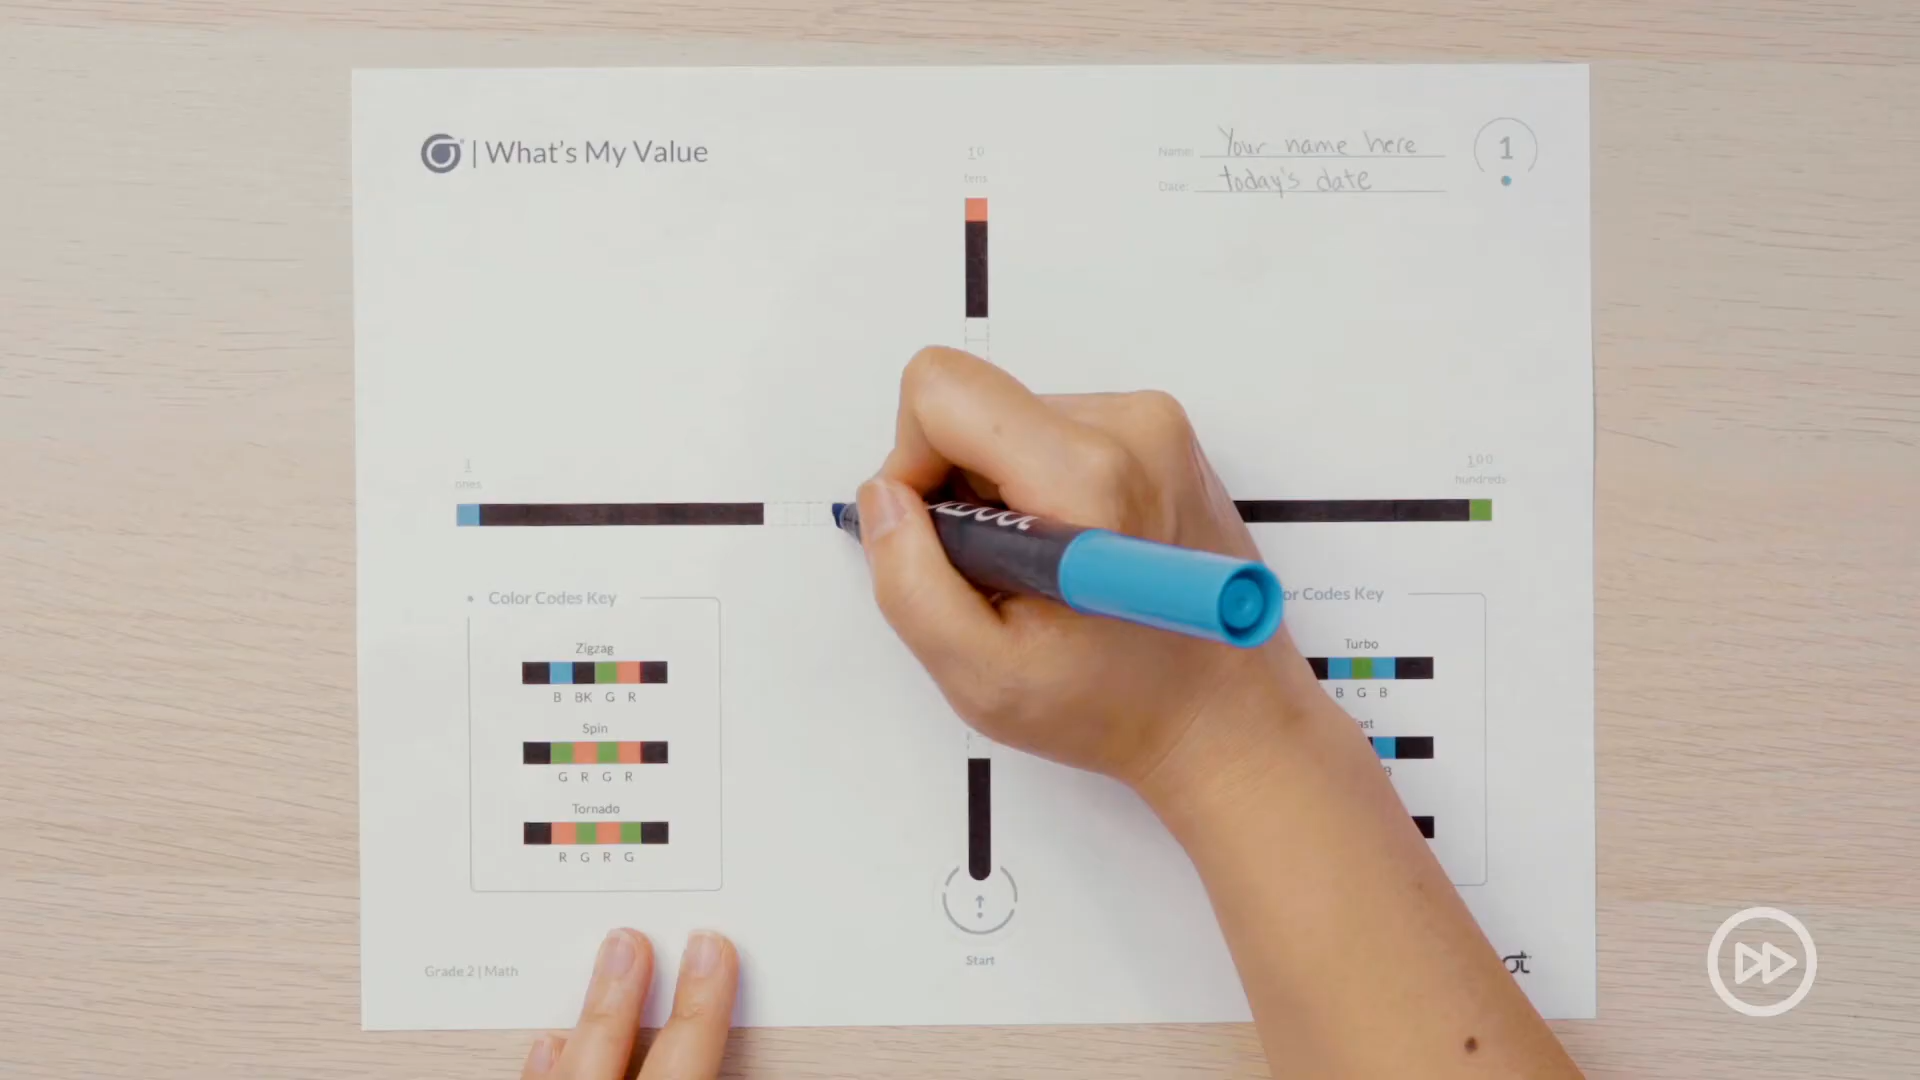 | What's My Value
10
tens
Name: Your name here
Date: today's date
1
1
ones
100
hundreds
Color Codes Key
Zigzag
B BK G R
Spin
G R G R
Tornado
R G R G
Codes Key
Turbo
B G B
B
Start
Grade 2 | Math